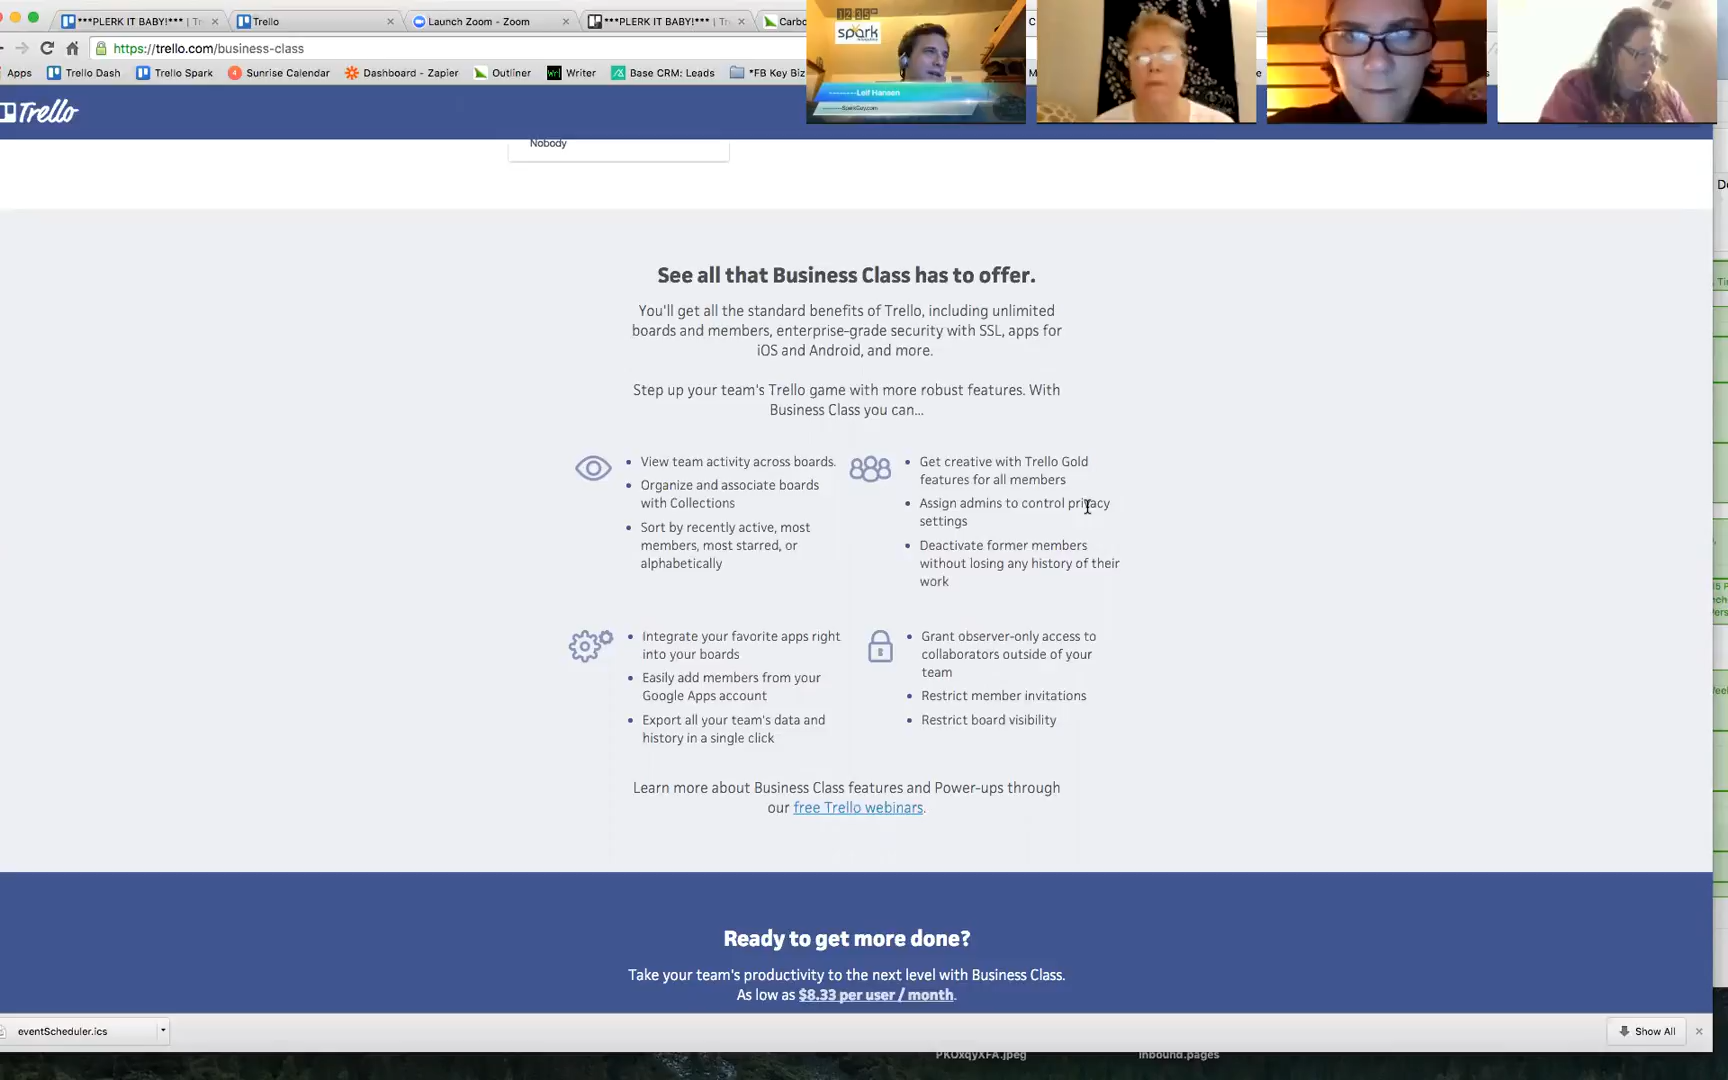 ***PLERK IT BABY!*** | Tr
Trello
Launch Zoom - Zoom
***PLERK IT BABY!*** | Tr
Carbo
https://trello.com/business-class
Apps
Trello Dash
Trello Spark
Sunrise Calendar
Dashboard - Zapier
Outliner
Writer
Base CRM: Leads
*FB Key Biz
spark
Leif Hansen
SparkGuy.com
Trello
Nobody
See all that Business Class has to offer.
You'll get all the standard benefits of Trello, including unlimited
boards and members, enterprise-grade security with SSL, apps for
iOS and Android, and more.
Step up your team's Trello game with more robust features. With
Business Class you can...
View team activity across boards.
Organize and associate boards
with Collections
Sort by recently active, most
members, most starred, or
alphabetically
Get creative with Trello Gold
features for all members
Assign admins to control privacy
settings
Deactivate former members
without losing any history of their
work
Integrate your favorite apps right
into your boards
Easily add members from your
Google Apps account
Export all your team's data and
history in a single click
Grant observer-only access to
collaborators outside of your
team
Restrict member invitations
Restrict board visibility
Learn more about Business Class features and Power-ups through
our free Trello webinars.
Ready to get more done?
Take your team's productivity to the next level with Business Class.
As low as $8.33 per user / month.
eventScheduler.ics
Show All
PKOxqyXFA.jpeg
inbound.pages